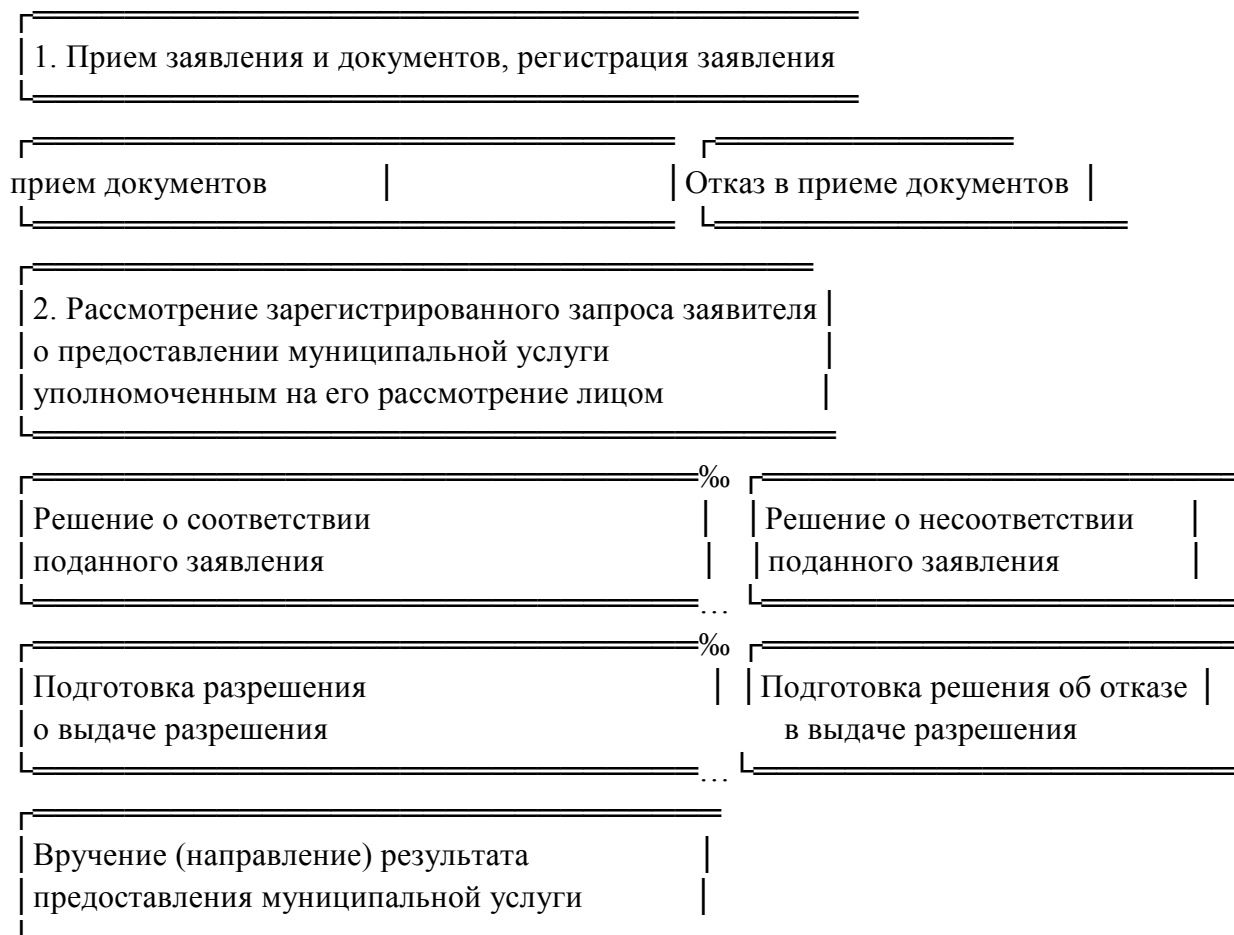 1. Прием заявления и документов, регистрация заявления
прием документов
Отказ в приеме документов
2. Рассмотрение зарегистрированного запроса заявителя
о предоставлении муниципальной услуги
уполномоченным на его рассмотрение лицом
‰
Решение о соответствии
поданного заявления
…
Решение о несоответствии
поданного заявления
‰
Подготовка разрешения
о выдаче разрешения
…
Подготовка решения об отказе
в выдаче разрешения
Вручение (направление) результата
предоставления муниципальной услуги